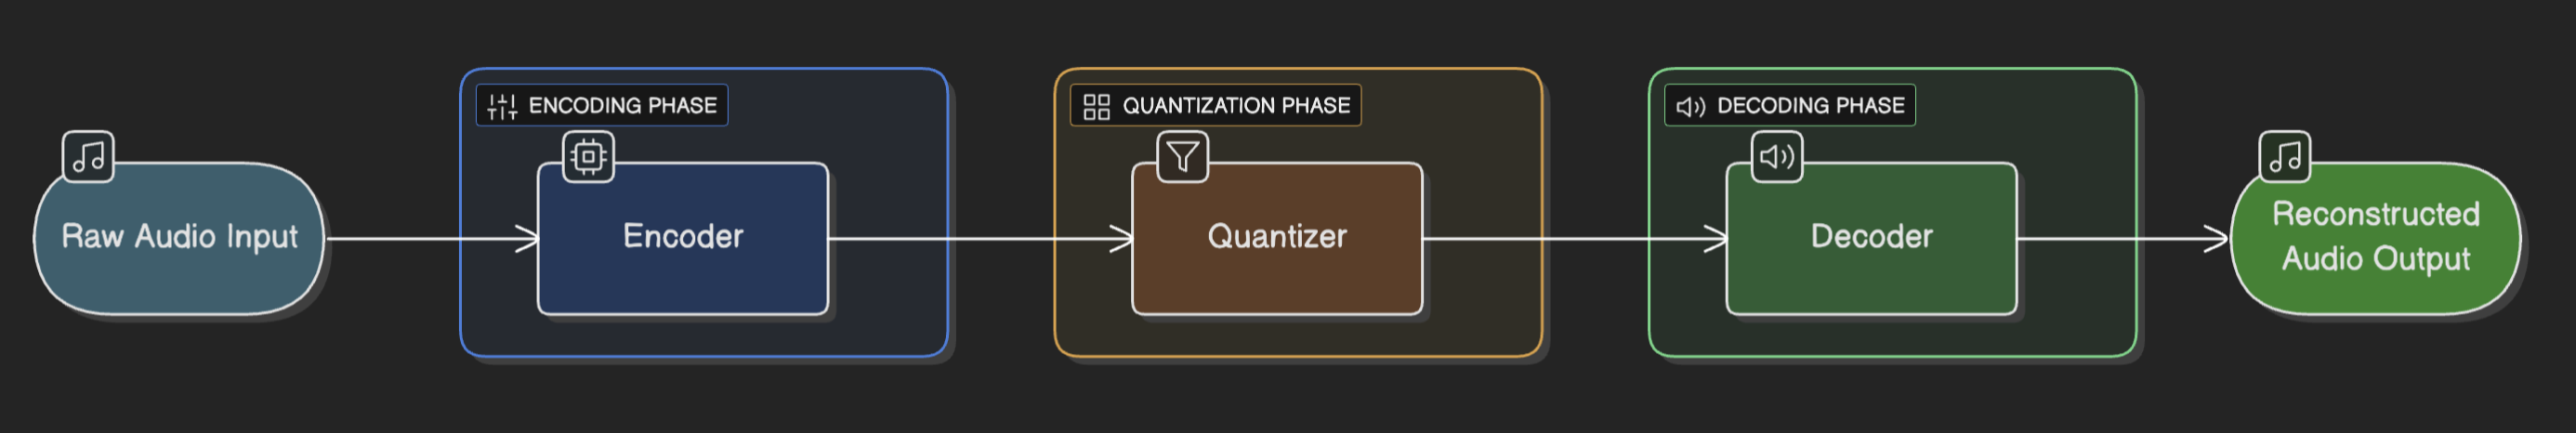 ENCODING PHASE
QUANTIZATION PHASE
DECODING PHASE
Raw Audio Input
Encoder
Quantizer
Decoder
Reconstructed
Audio Output